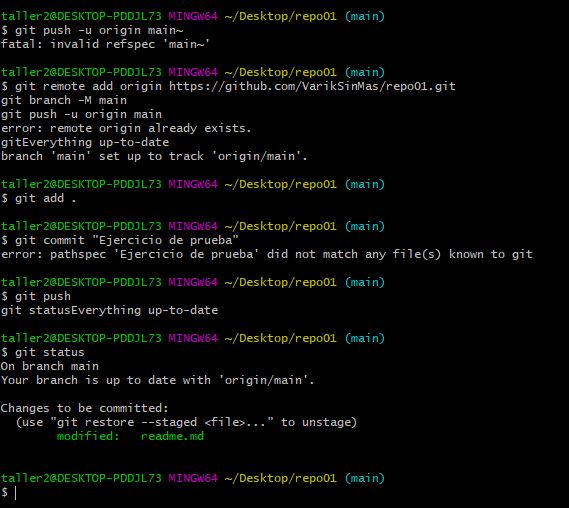 taller2@DESKTOP-PDDJL73 MINGW64 ~/Desktop/repo01 (main)
$ git push -u origin main~
fatal: invalid refspec 'main~'
taller2@DESKTOP-PDDJL73 MINGW64 ~/Desktop/repo01 (main)
$ git remote add origin https://github.com/VarikSinMas/repo01.git
git branch -M main
git push -u origin main
error: remote origin already exists.
gitEverything up-to-date
branch 'main' set up to track 'origin/main'.
taller2@DESKTOP-PDDJL73 MINGW64 ~/Desktop/repo01 (main)
$ git add .
taller2@DESKTOP-PDDJL73 MINGW64 ~/Desktop/repo01 (main)
$ git commit "Ejercicio de prueba"
error: pathspec 'Ejercicio de prueba' did not match any file(s) known to git
taller2@DESKTOP-PDDJL73 MINGW64 ~/Desktop/repo01 (main)
$ git push
git statusEverything up-to-date
taller2@DESKTOP-PDDJL73 MINGW64 ~/Desktop/repo01 (main)
$ git status
On branch main
Your branch is up to date with 'origin/main'.
Changes to be committed:
  (use "git restore --staged <file>..." to unstage)
        modified:   readme.md
taller2@DESKTOP-PDDJL73 MINGW64 ~/Desktop/repo01 (main)
$